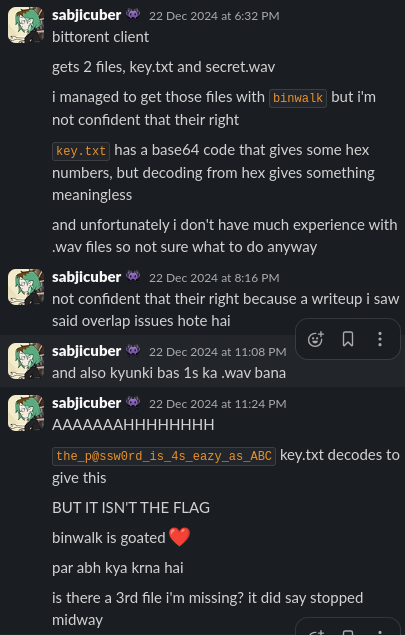 sabjicuber 22 Dec 2024 at 6:32 PM
bittorent client
gets 2 files, key.txt and secret.wav
i managed to get those files with binwalk but i'm
not confident that their right
key.txt has a base64 code that gives some hex
numbers, but decoding from hex gives something
meaningless
and unfortunately i don't have much experience with
.wav files so not sure what to do anyway
sabjicuber 22 Dec 2024 at 8:16 PM
not confident that their right because a writeup i saw
said overlap issues hote hai
sabjicuber 22 Dec 2024 at 11:08 PM
and also kyunki bas 1s ka .wav bana
sabjicuber 22 Dec 2024 at 11:24 PM
AAAAAAAHHHHHHHH
the_p@ssw0rd_is_4s_eazy_as_ABC key.txt decodes to
give this
BUT IT ISN'T THE FLAG
binwalk is goated ❤️
par abh kya krna hai
is there a 3rd file i'm missing? it did say stopped
midway